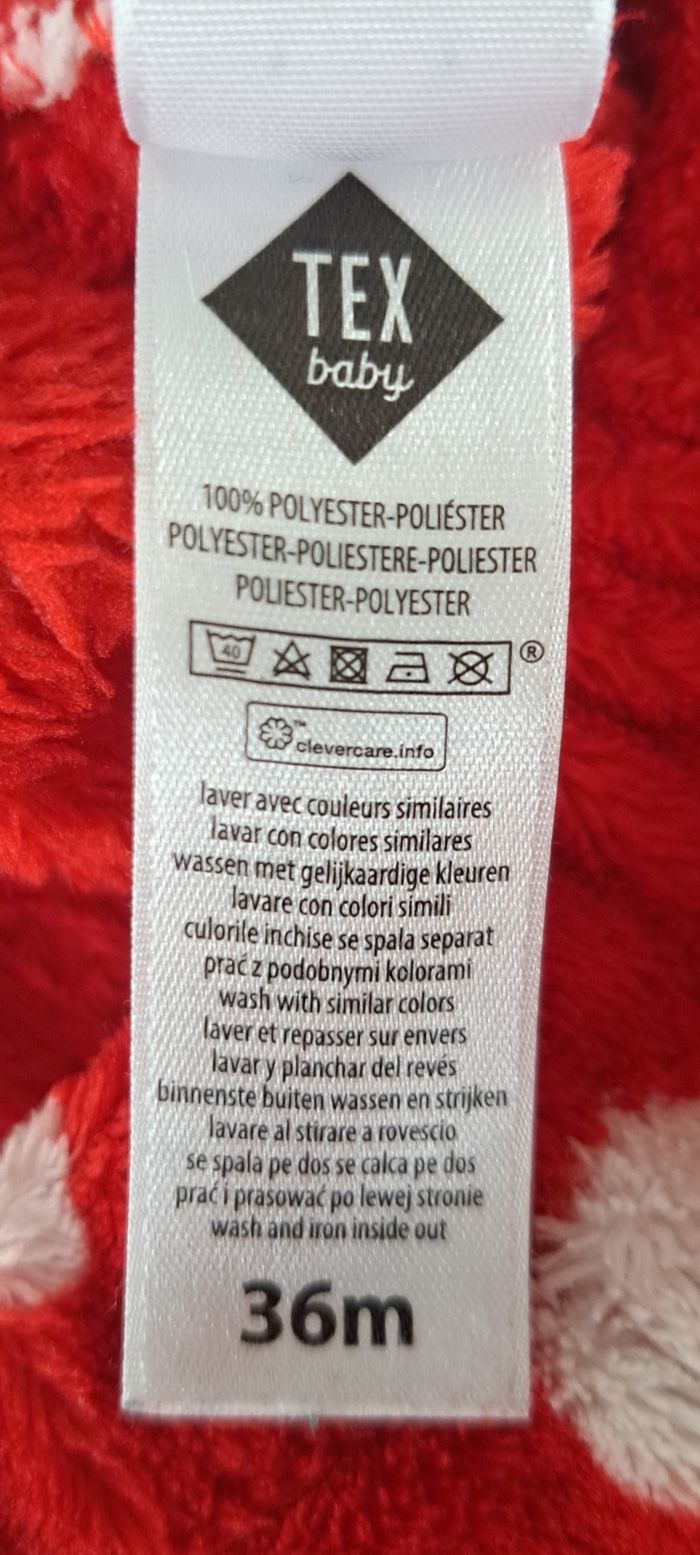 TEX
baby
100% POLYESTER-POLIÉSTER
POLYESTER-POLIESTERE-POLIESTER
POLIESTER-POLYESTER
40
®
™
clevercare.info
laver avec couleurs similaires
lavar con colores similares
wassen met gelijkaardige kleuren
lavare con colori simili
culorile inchise se spala separat
prać z podobnymi kolorami
wash with similar colors
laver et repasser sur envers
lavar y planchar del revés
binnenste buiten wassen en strijken
lavare al stirare a rovescio
se spala pe dos se calca pe dos
prać i prasować po lewej stronie
wash and iron inside out
36m